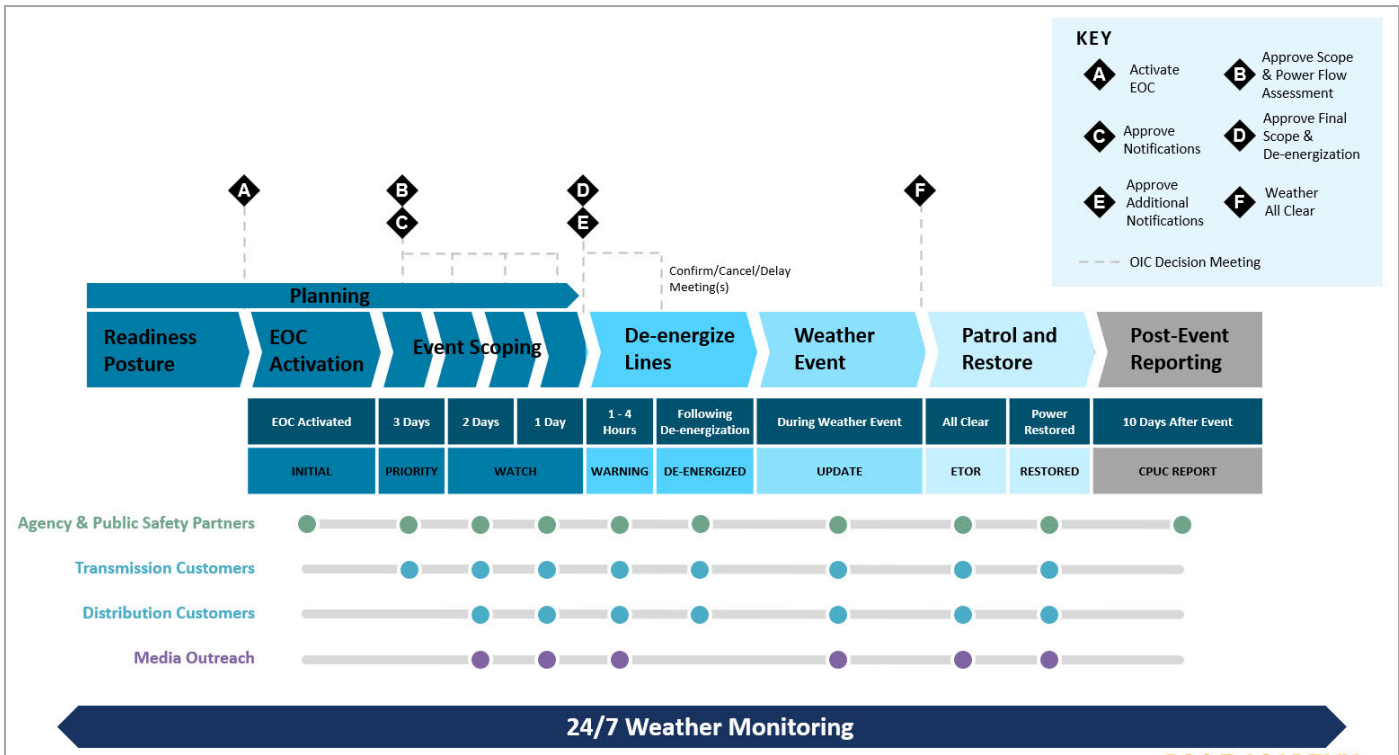 KEY
A
Activate
EOC
B
Approve Scope
& Power Flow
Assessment
C
Approve
Notifications
D
Approve Final
Scope &
De-energization
E
Approve
Additional
Notifications
F
Weather
All Clear
OIC Decision Meeting
A
B
C
D
E
F
Confirm/Cancel/Delay
Meeting(s)
Planning
Readiness
Posture
EOC
Activation
Event Scoping
De-energize
Lines
Weather
Event
Patrol and
Restore
Post-Event
Reporting
EOC Activated
3 Days
2 Days
1 Day
1 - 4
Hours
Following
De-energization
During Weather Event
All Clear
Power
Restored
10 Days After Event
INITIAL
PRIORITY
WATCH
WARNING
DE-ENERGIZED
UPDATE
ETOR
RESTORED
CPUC REPORT
Agency & Public Safety Partners
Transmission Customers
Distribution Customers
Media Outreach
24/7 Weather Monitoring